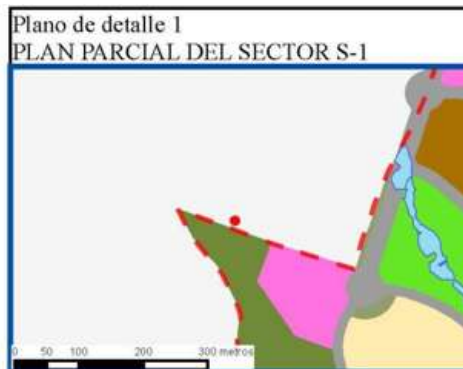 Plano de detalle 1
PLAN PARCIAL DEL SECTOR S-1
0 50 100 200 300 metros